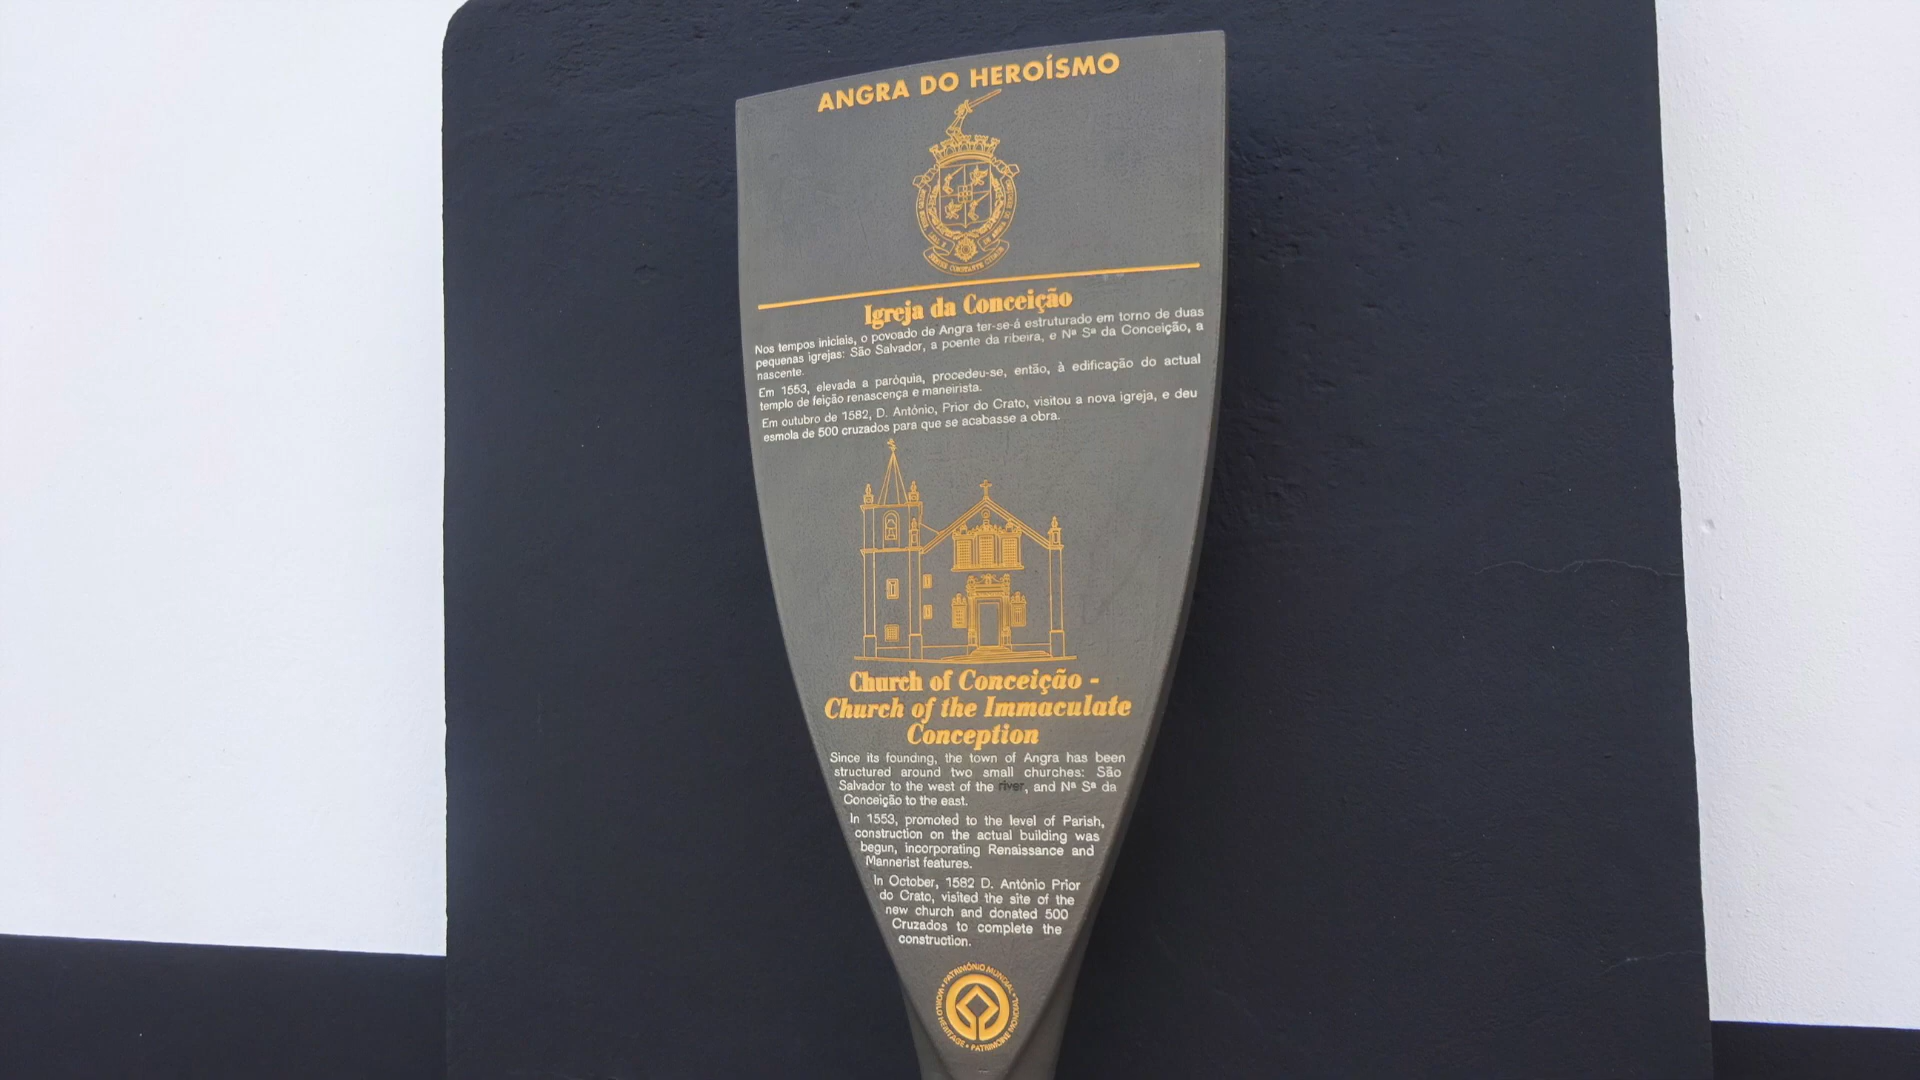 ANGRA DO HEROÍSMO
Igreja da Conceição
Nos tempos iniciais, o povoado de Angra ter-se-á estruturado em torno de duas
pequenas igrejas: São Salvador, a poente da ribeira, e Nª Sª da Conceição, a
nascente.
Em 1553, elevada a paróquia, procedeu-se, então, à edificação do actual
templo de feição renascença e maneirista.
Em outubro de 1582, D. António, Prior do Crato, visitou a nova igreja, e deu
esmola de 500 cruzados para que se acabasse a obra.
Church of Conceição -
Church of the Immaculate
Conception
Since its founding, the town of Angra has been
structured around two small churches: São
Salvador to the west of the river, and Nª Sª da
Conceição to the east.
In 1553, promoted to the level of Parish,
construction on the actual building was
begun, incorporating Renaissance and
Mannerist features.
In October, 1582 D. António Prior
do Crato, visited the site of the
new church and donated 500
Cruzados to complete the
construction.
PATRIMÓNIO MUNDIAL •
WORLD HERITAGE •
PATRIMOINE MONDIAL